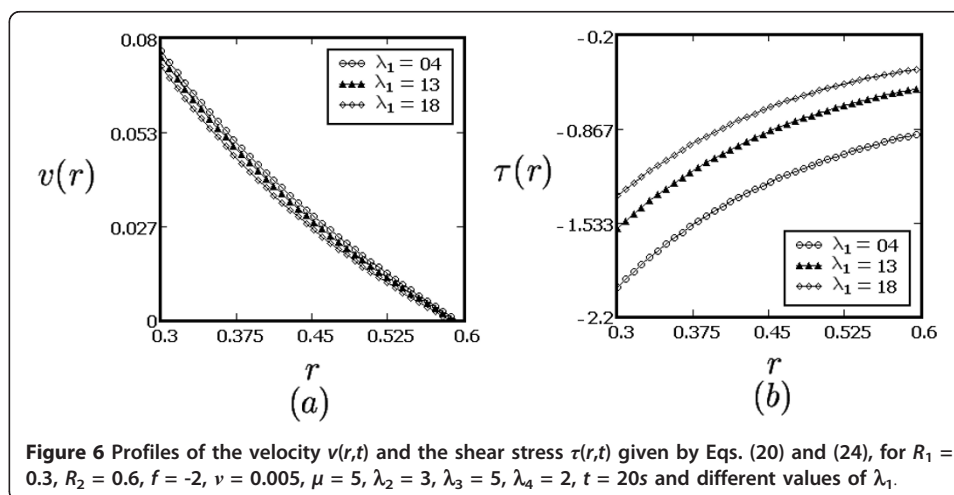 0.08
0.053
0.027
0
v(r)
λ1 = 04
λ1 = 13
λ1 = 18
0.3 0.375 0.45 0.525 0.6
r
(a)
-0.2
-0.867
-1.533
-2.2
τ(r)
λ1 = 04
λ1 = 13
λ1 = 18
0.3 0.375 0.45 0.525 0.6
r
(b)
Figure 6 Profiles of the velocity v(r,t) and the shear stress τ(r,t) given by Eqs. (20) and (24), for R1 =
0.3, R2 = 0.6, f = -2, ν = 0.005, μ = 5, λ2 = 3, λ3 = 5, λ4 = 2, t = 20s and different values of λ1.